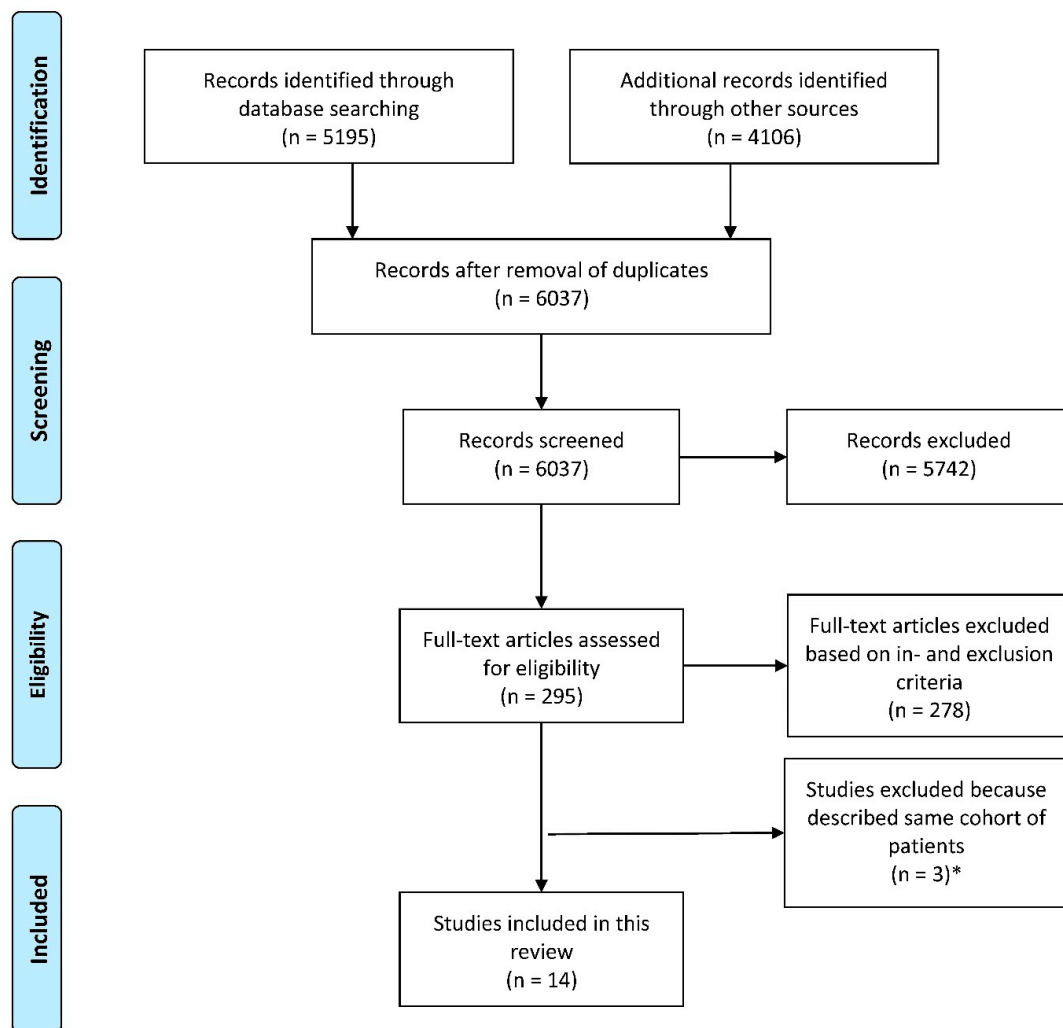 Identification
Records identified through
database searching
(n = 5195)
Additional records identified
through other sources
(n = 4106)
Records after removal of duplicates
(n = 6037)
Screening
Records screened
(n = 6037)
Records excluded
(n = 5742)
Eligibility
Full-text articles assessed
for eligibility
(n = 295)
Full-text articles excluded
based on in- and exclusion
criteria
(n = 278)
Studies excluded because
described same cohort of
patients
(n = 3)*
Included
Studies included in this
review
(n = 14)